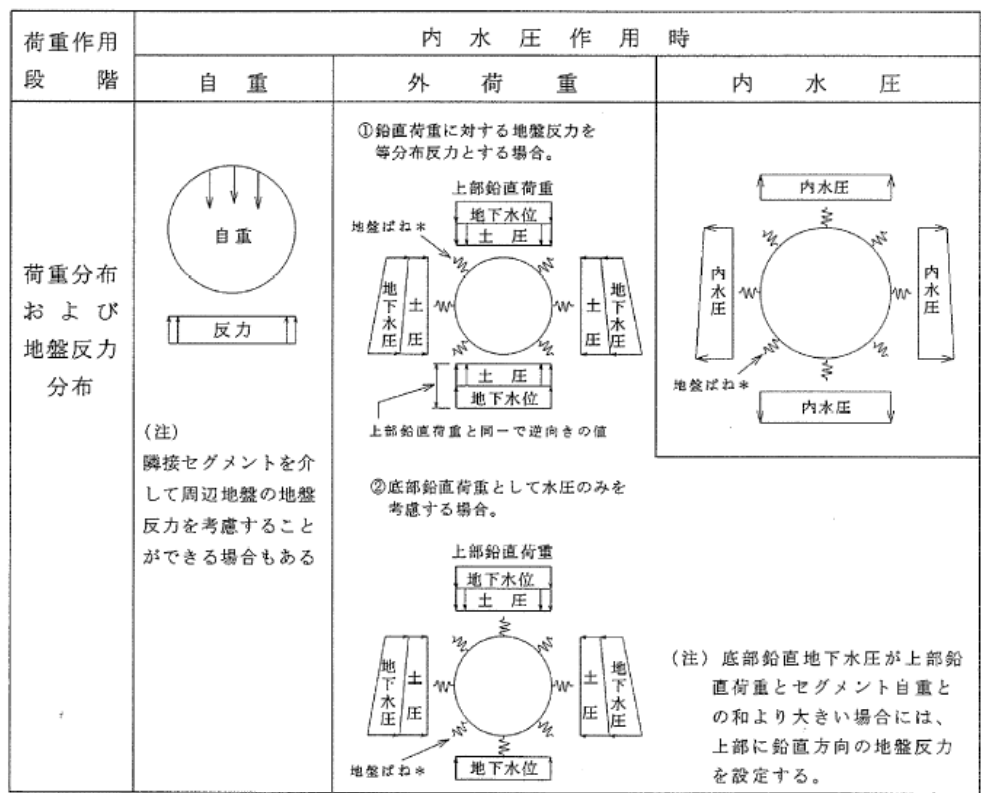 荷重作用
段階
内水圧作用時
自重
外荷重
内水圧
荷重分布
および
地盤反力
分布
自重
反力
(注)
隣接セグメントを介
して周辺地盤の地盤
反力を考慮すること
ができる場合もある
①鉛直荷重に対する地盤反力を
等分布反力とする場合。
上部鉛直荷重
地下水位
土圧
地盤ばね*
地下水圧
土圧
土圧
地下水圧
土圧
地下水位
上部鉛直荷重と同一で逆向きの値
②底部鉛直荷重として水圧のみを
考慮する場合。
上部鉛直荷重
地下水位
土圧
地下水圧
土圧
土圧
地下水圧
地盤ばね*
地下水位
内水圧
内水圧
内水圧
地盤ばね*
内水圧
(注) 底部鉛直地下水圧が上部鉛
直荷重とセグメント自重と
の和より大きい場合には、
上部に鉛直方向の地盤反力
を設定する。